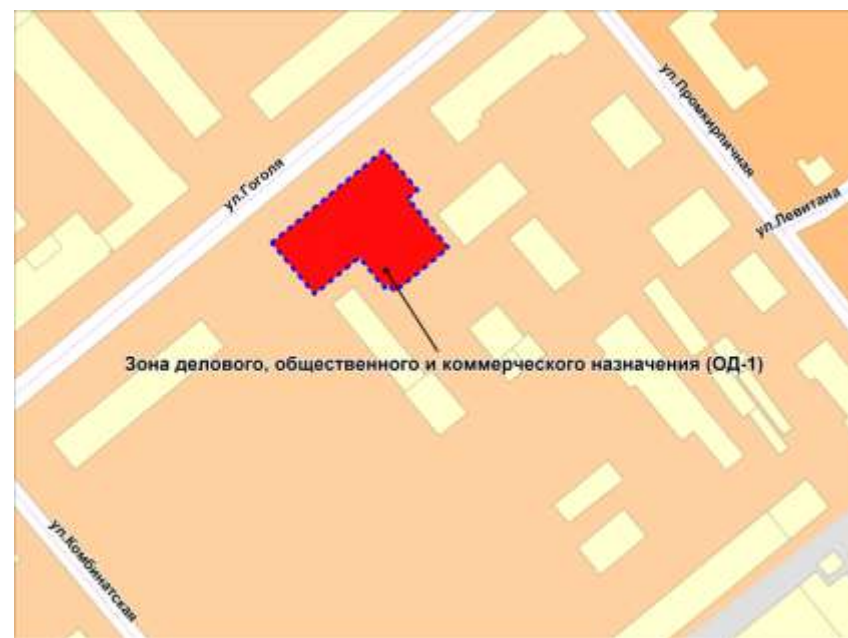 ул.Промкирпичная
ул.Гоголя
ул.Левитана
Зона делового, общественного и коммерческого назначения (ОД-1)
ул.Комбинатская